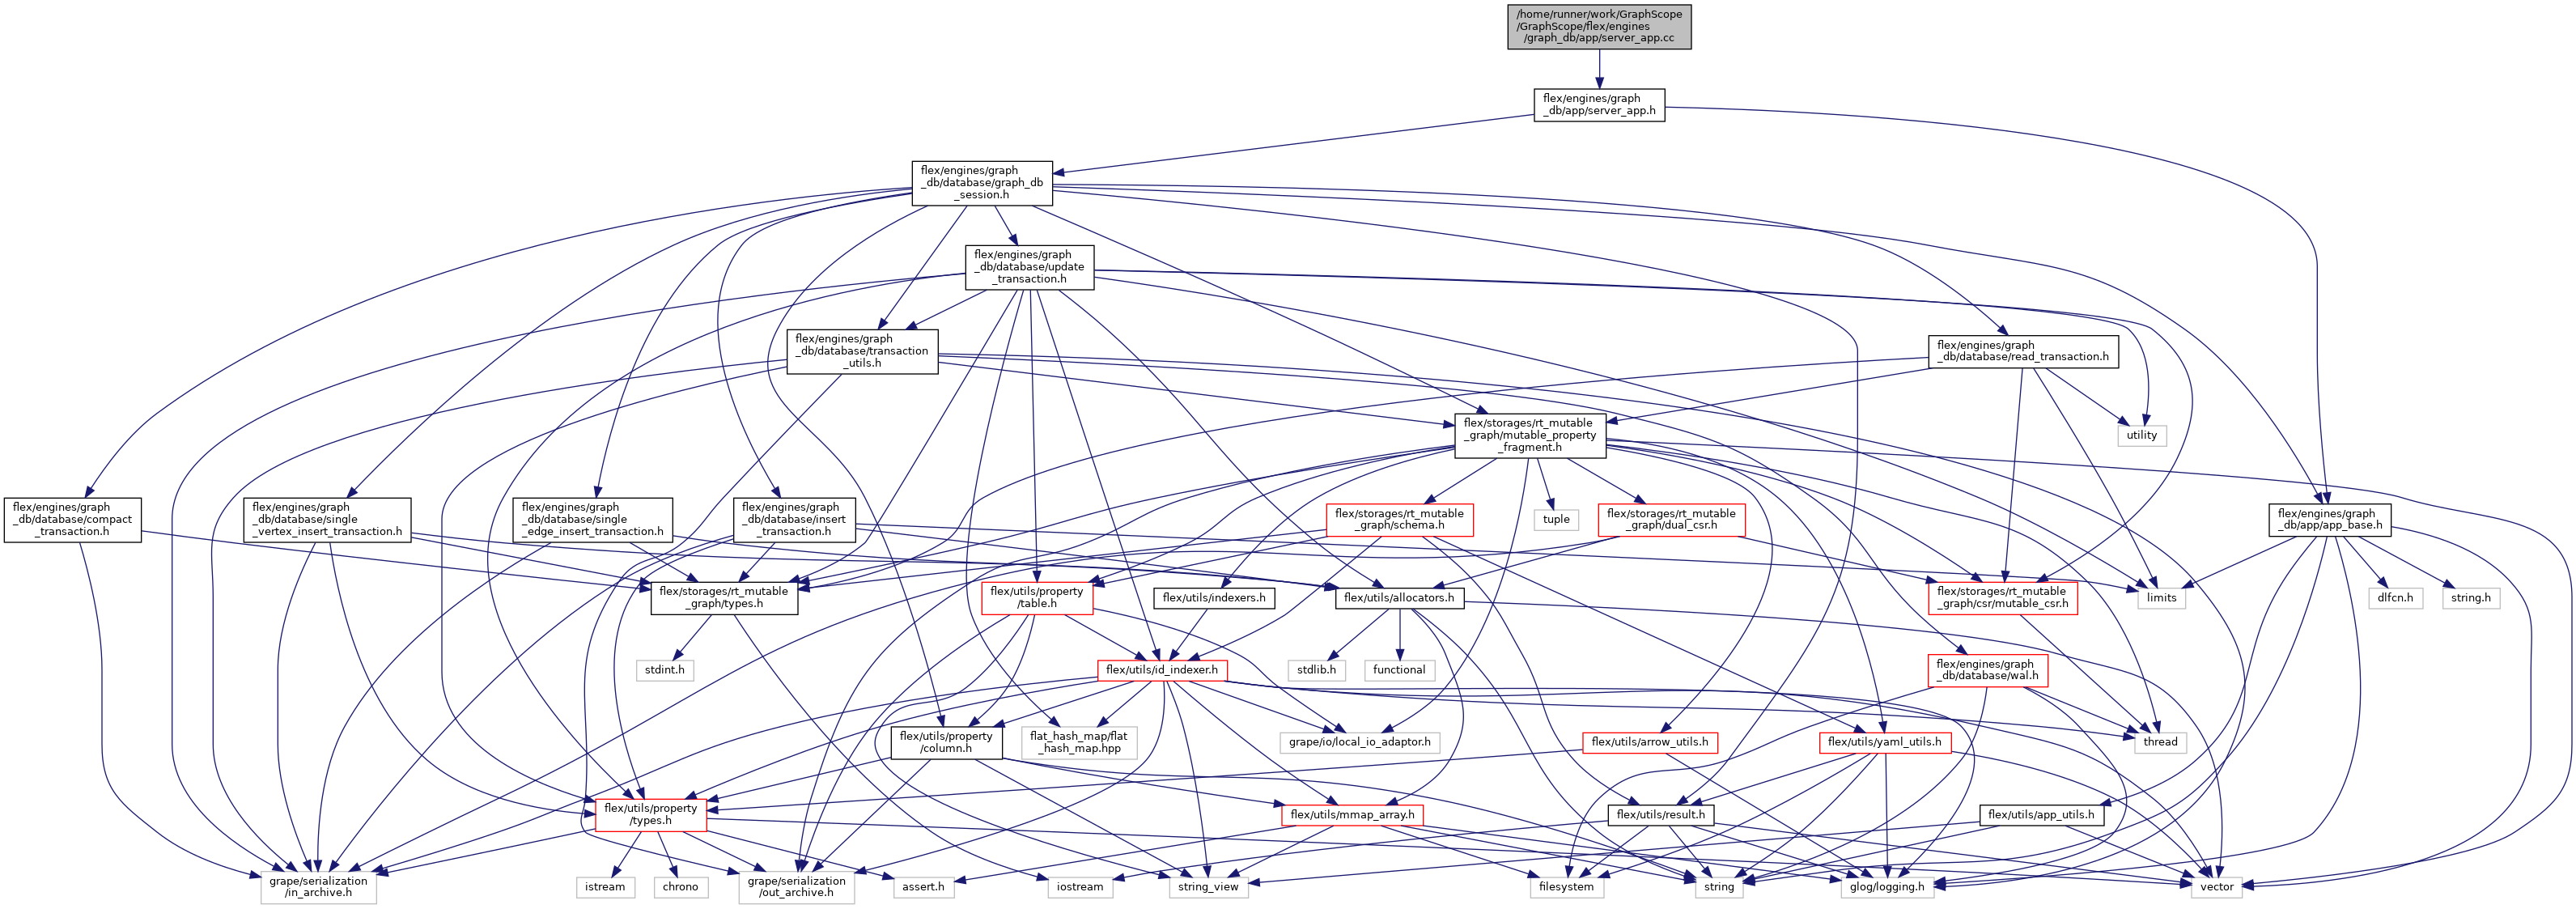 /home/runner/work/GraphScope
/GraphScope/flex/engines
/graph_db/app/server_app.cc
flex/engines/graph
_db/app/server_app.h
flex/engines/graph
_db/database/graph_db
_session.h
flex/engines/graph
_db/database/update
_transaction.h
flex/engines/graph
_db/database/transaction
_utils.h
flex/engines/graph
_db/database/read_transaction.h
flex/storages/rt_mutable
_graph/mutable_property
_fragment.h
utility
flex/engines/graph
_db/database/compact
_transaction.h
flex/engines/graph
_db/database/single
_vertex_insert_transaction.h
flex/engines/graph
_db/database/single
_edge_insert_transaction.h
flex/engines/graph
_db/database/insert
_transaction.h
flex/storages/rt_mutable
_graph/schema.h
tuple
flex/storages/rt_mutable
_graph/dual_csr.h
flex/engines/graph
_db/app/app_base.h
flex/storages/rt_mutable
_graph/types.h
flex/utils/property
/table.h
flex/utils/indexers.h
flex/utils/allocators.h
flex/storages/rt_mutable
_graph/csr/mutable_csr.h
limits
dlfcn.h
string.h
stdint.h
flex/utils/id_indexer.h
stdlib.h
functional
flex/engines/graph
_db/database/wal.h
flex/utils/property
/column.h
flat_hash_map/flat
_hash_map.hpp
grape/io/local_io_adaptor.h
flex/utils/arrow_utils.h
flex/utils/yaml_utils.h
thread
flex/utils/property
/types.h
flex/utils/mmap_array.h
flex/utils/result.h
flex/utils/app_utils.h
grape/serialization
/in_archive.h
istream
chrono
grape/serialization
/out_archive.h
assert.h
iostream
string_view
filesystem
string
glog/logging.h
vector